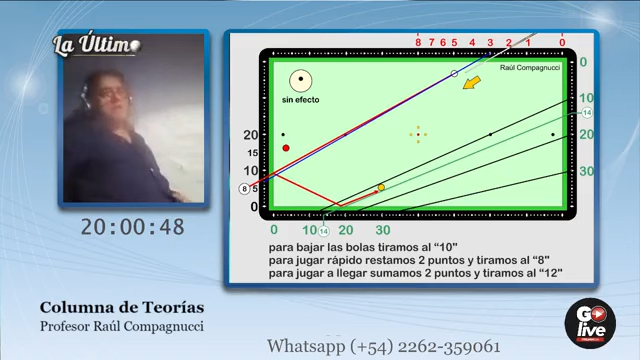 La Último
20:00:48
Columna de Teorías
Profesor Raúl Compagnucci
8 7 6 5 4 3 2 1 0
Raúl Compagnucci
sin efecto
0
10
14
20
30
20
15
10
8
5
0
0 10 14 20 30
para bajar las bolas tiramos al “10”
para jugar rápido restamos 2 puntos y tiramos al “8”
para jugar a llegar sumamos 2 puntos y tiramos al “12”
GO
live
Whatsapp (+54) 2262-359061